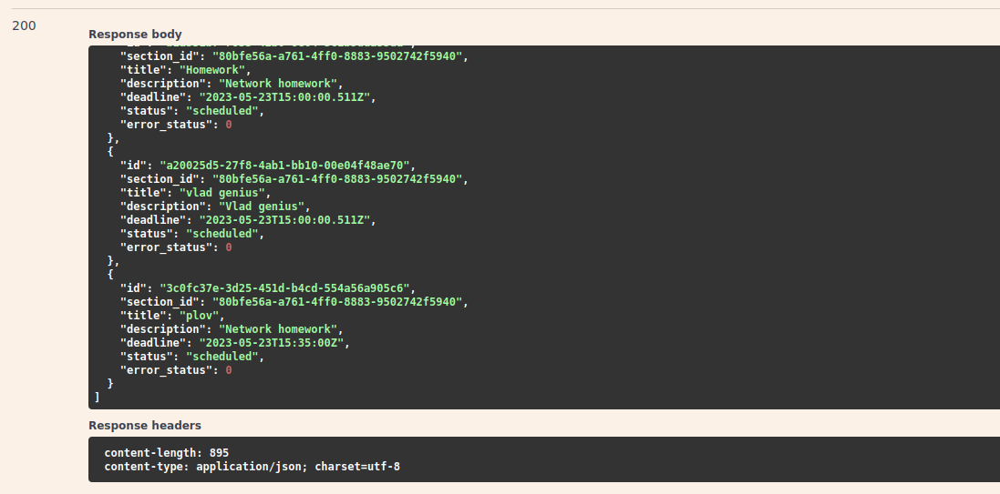 200
Response body
"section_id": "80bfe56a-a761-4ff0-8883-9502742f5940",
"title": "Homework",
"description": "Network homework",
"deadline": "2023-05-23T15:00:00.511Z",
"status": "scheduled",
"error_status": 0
},
{
"id": "a20025d5-27f8-4ab1-bb10-00e04f48ae70",
"section_id": "80bfe56a-a761-4ff0-8883-9502742f5940",
"title": "vlad genius",
"description": "Vlad genius",
"deadline": "2023-05-23T15:00:00.511Z",
"status": "scheduled",
"error_status": 0
},
{
"id": "3c0fc37e-3d25-451d-b4cd-554a56a905c6",
"section_id": "80bfe56a-a761-4ff0-8883-9502742f5940",
"title": "plov",
"description": "Network homework",
"deadline": "2023-05-23T15:35:00Z",
"status": "scheduled",
"error_status": 0
}
]
Response headers
content-length: 895
content-type: application/json; charset=utf-8